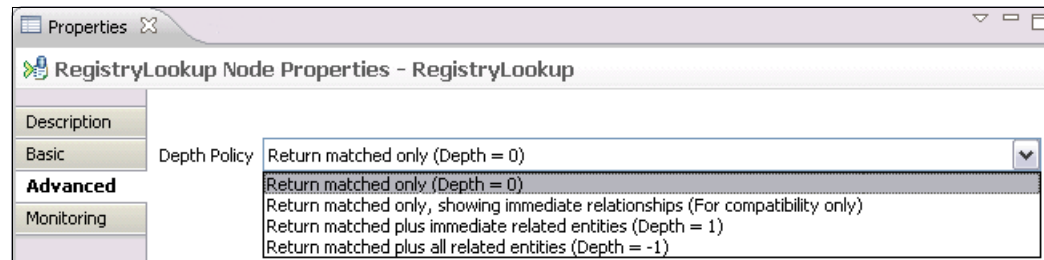 Properties
RegistryLookup Node Properties - RegistryLookup
Description
Basic
Advanced
Monitoring
Depth Policy
Return matched only (Depth = 0)
Return matched only (Depth = 0)
Return matched only, showing immediate relationships (For compatibility only)
Return matched plus immediate related entities (Depth = 1)
Return matched plus all related entities (Depth = -1)